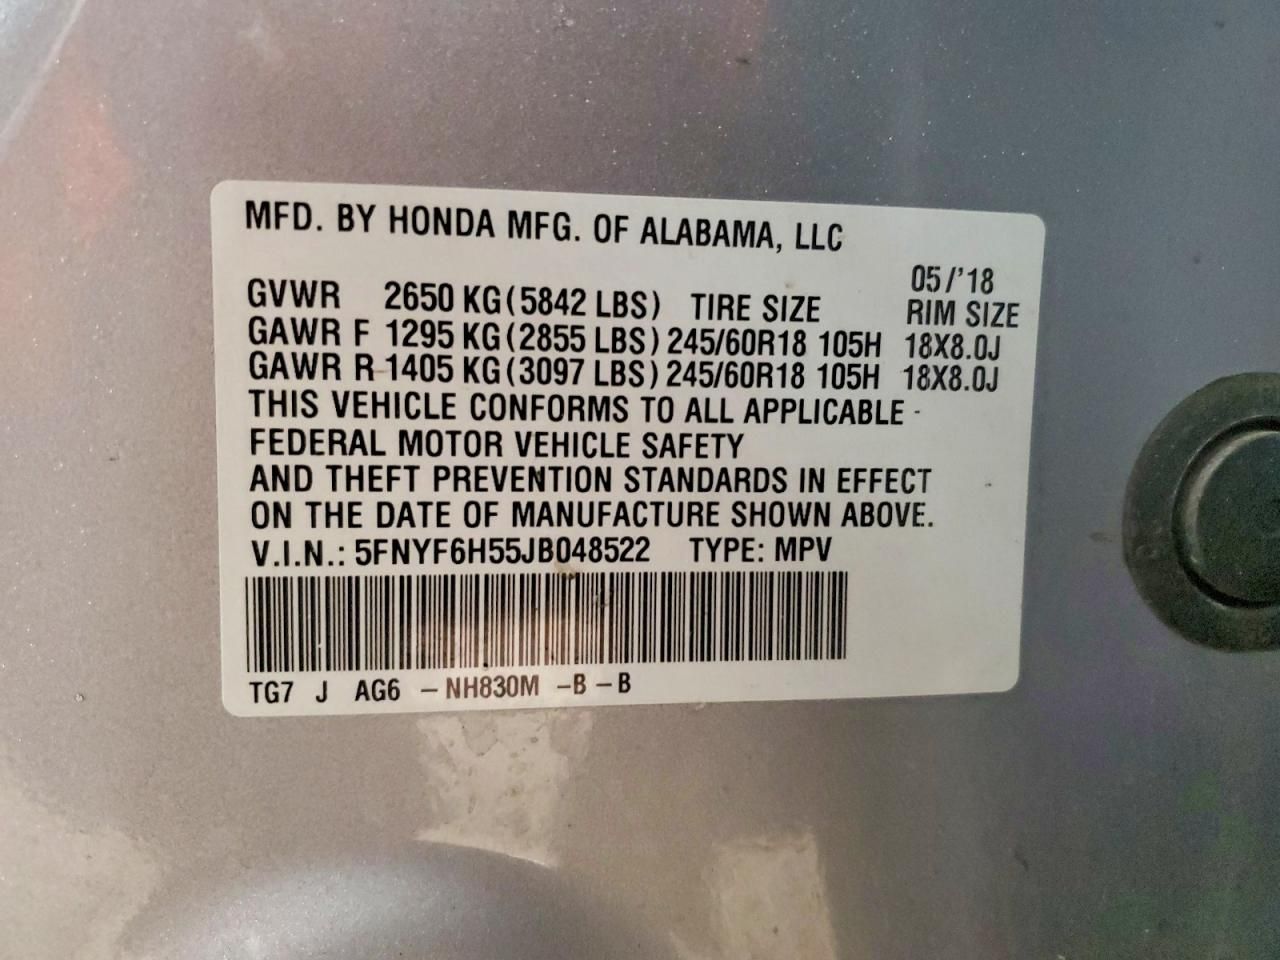 MFD. BY HONDA MFG. OF ALABAMA, LLC
05/'18
GVWR 2650 KG (5842 LBS) TIRE SIZE RIM SIZE
GAWR F 1295 KG (2855 LBS) 245/60R18 105H 18X8.0J
GAWR R 1405 KG (3097 LBS) 245/60R18 105H 18X8.0J
THIS VEHICLE CONFORMS TO ALL APPLICABLE
FEDERAL MOTOR VEHICLE SAFETY
AND THEFT PREVENTION STANDARDS IN EFFECT
ON THE DATE OF MANUFACTURE SHOWN ABOVE.
V.I.N.: 5FNYF6H55JB048522 TYPE: MPV
TG7 J AG6 – NH830M – B – B